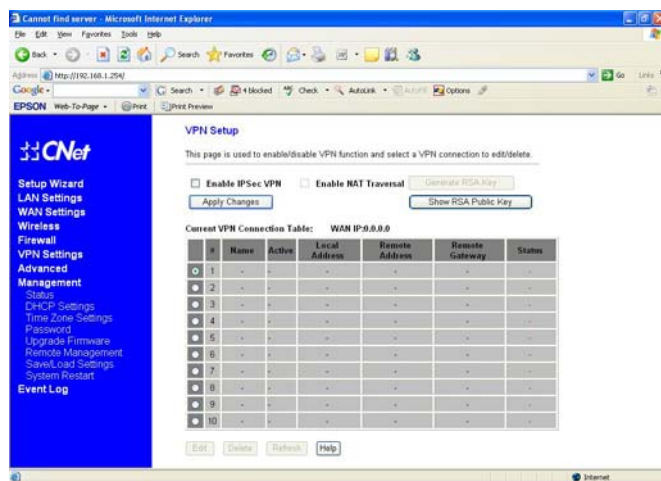 Cannot find server - Microsoft Internet Explorer
File Edit View Favorites Tools Help
Back Search Favorites
Address http://192.168.1.254/ Go Links
Google Search 4 blocked Check AutoLink AutoFill Options
EPSON Web-To-Page Print Print Preview
CNet
Setup Wizard
LAN Settings
WAN Settings
Wireless
Firewall
VPN Settings
Advanced
Management
Status
DHCP Settings
Time Zone Settings
Password
Upgrade Firmware
Remote Management
Save/Load Settings
System Restart
Event Log
VPN Setup
This page is used to enable/disable VPN function and select a VPN connection to edit/delete.
Enable IPSec VPN Enable NAT Traversal Generate RSA Key
Apply Changes Show RSA Public Key
Current VPN Connection Table: WAN IP:0.0.0.0
# Name Active Local Address Remote Address Remote Gateway Status
1 - - - - - -
2 - - - - - -
3 - - - - - -
4 - - - - - -
5 - - - - - -
6 - - - - - -
7 - - - - - -
8 - - - - - -
9 - - - - - -
10 - - - - - -
Edit Delete Refresh Help
Internet